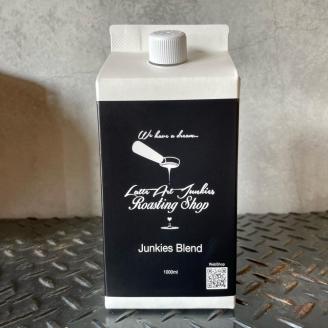 We have a dream...
Latte Art Junkies
Roasting Shop
Junkies Blend
1000ml
WebShop